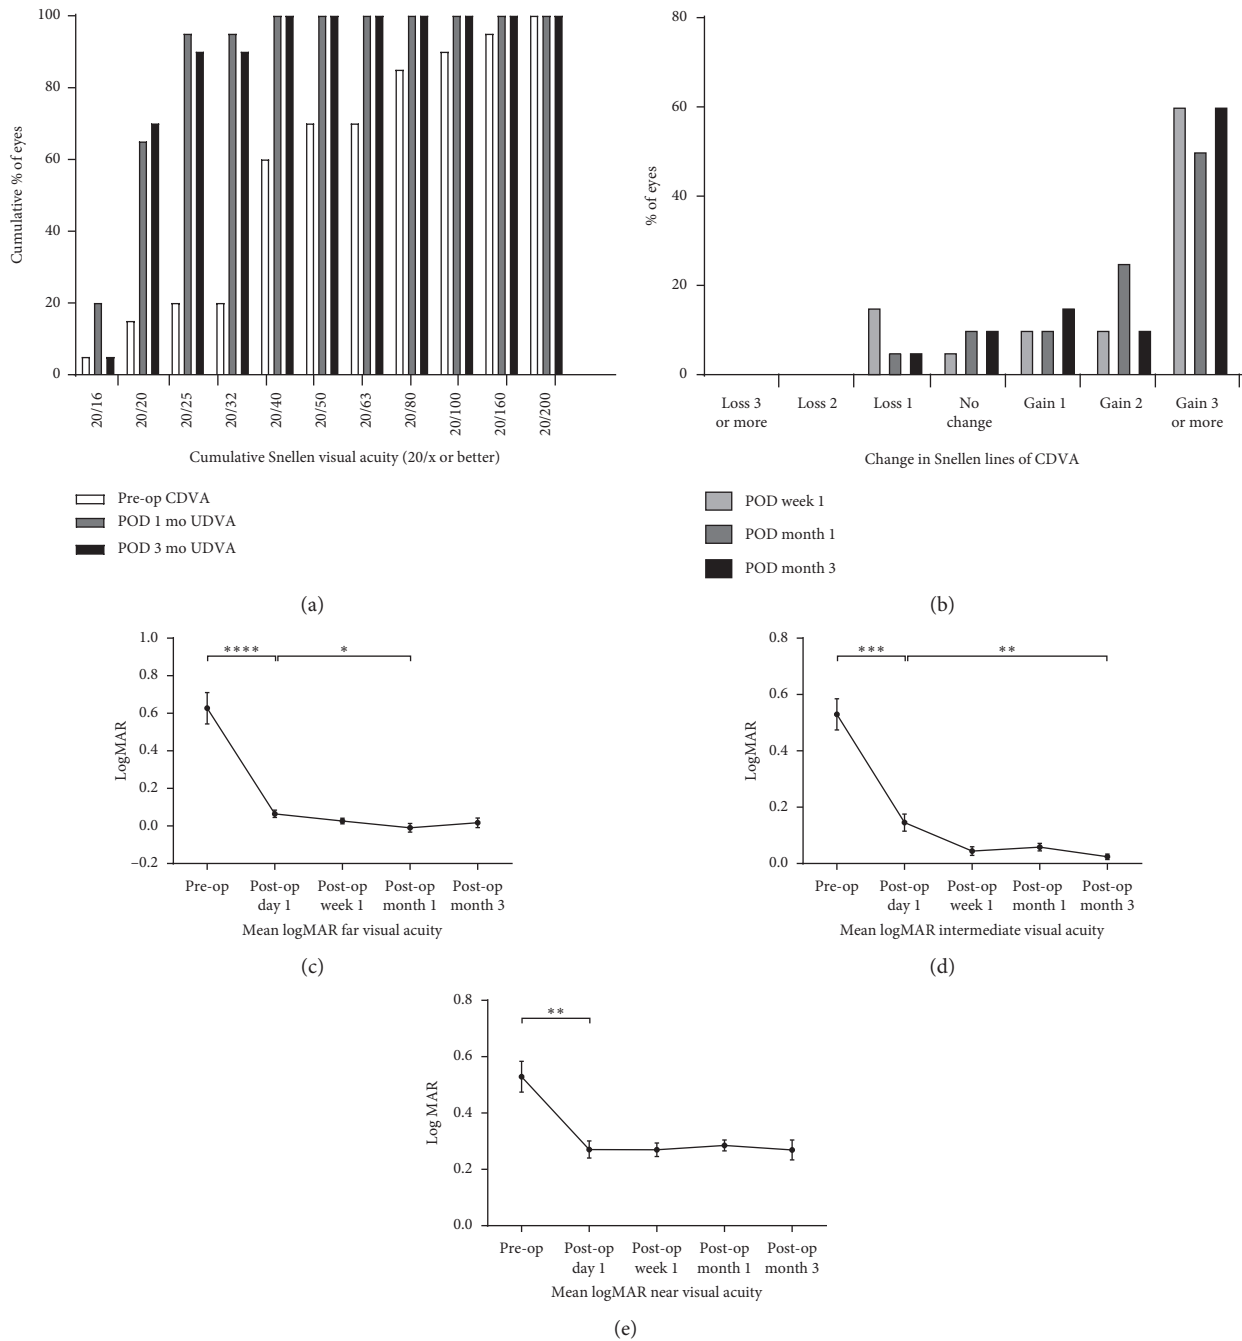 100
80
60
40
20
0
Cumulative % of eyes
20/16
20/20
20/25
20/32
20/40
20/50
20/63
20/80
20/100
20/160
20/200
Cumulative Snellen visual acuity (20/x or better)
Pre-op CDVA
POD 1 mo UDVA
POD 3 mo UDVA
(a)
80
60
40
20
0
% of eyes
Loss 3
or more
Loss 2
Loss 1
No
change
Gain 1
Gain 2
Gain 3
or more
Change in Snellen lines of CDVA
POD week 1
POD month 1
POD month 3
(b)
1.0
0.8
0.6
0.4
0.2
0.0
–0.2
LogMAR
****
*
Pre-op
Post-op
day 1
Post-op
week 1
Post-op
month 1
Post-op
month 3
Mean logMAR far visual acuity
(c)
0.8
0.6
0.4
0.2
0.0
LogMAR
***
**
Pre-op
Post-op
day 1
Post-op
week 1
Post-op
month 1
Post-op
month 3
Mean logMAR intermediate visual acuity
(d)
0.8
0.6
0.4
0.2
0.0
Log MAR
**
Pre-op
Post-op
day 1
Post-op
week 1
Post-op
month 1
Post-op
month 3
Mean logMAR near visual acuity
(e)